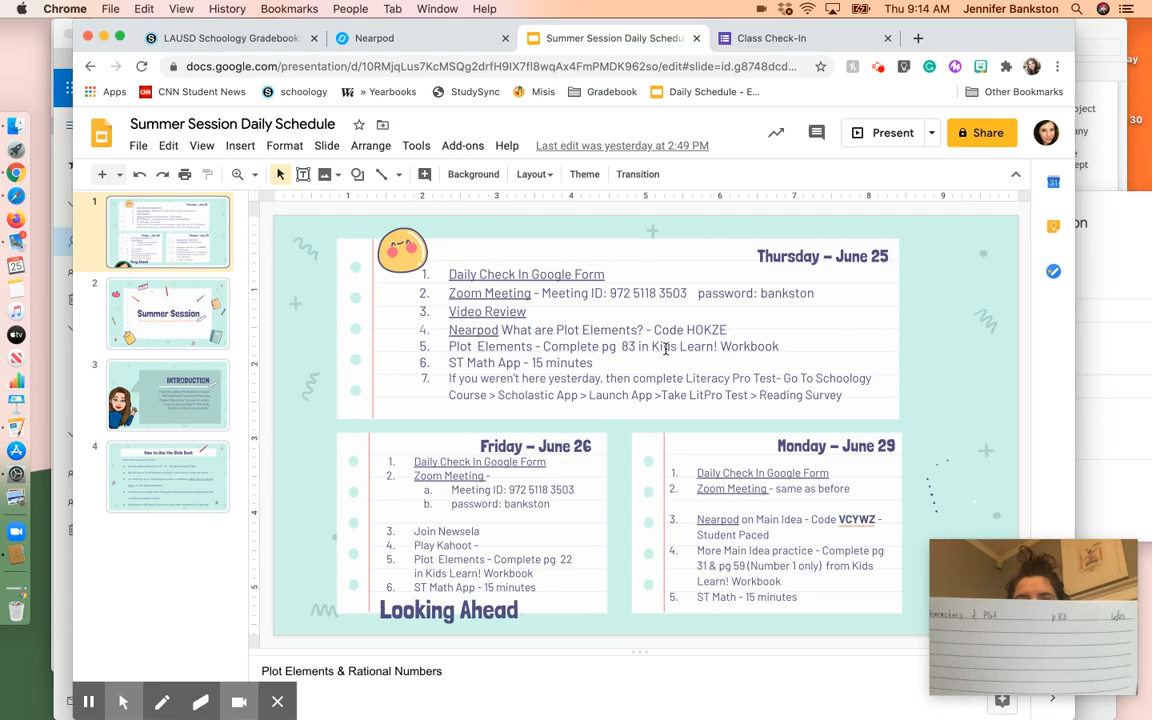 Chrome File Edit View History Bookmarks People Tab Window Help Thu 9:14 AM Jennifer Bankston
LAUSD Schoology Gradebook: Nearpod Summer Session Daily Schedu Class Check-In
docs.google.com/presentation/d/10RMjqLus7KcMSQg2drfH9IX7fl8wqAx4FmPMDK962so/edit#slide=id.g8748dcd...
Apps CNN Student News schoology » Yearbooks StudySync Misis Gradebook Daily Schedule - E... Other Bookmarks
Summer Session Daily Schedule
Present Share
File Edit View Insert Format Slide Arrange Tools Add-ons Help Last edit was yesterday at 2:49 PM
Background Layout Theme Transition
Thursday – June 25
1. Daily Check In Google Form
2. Zoom Meeting - Meeting ID: 972 5118 3503 password: bankston
3. Video Review
4. Nearpod What are Plot Elements? - Code HOKZE
5. Plot Elements - Complete pg 83 in Kids Learn! Workbook
6. ST Math App - 15 minutes
7. If you weren't here yesterday, then complete Literacy Pro Test- Go To Schoology
Course > Scholastic App > Launch App >Take LitPro Test > Reading Survey
Friday – June 26
1. Daily Check In Google Form
2. Zoom Meeting -
a. Meeting ID: 972 5118 3503
b. password: bankston
3. Join Newsela
4. Play Kahoot -
5. Plot Elements - Complete pg 22
in Kids Learn! Workbook
6. ST Math App - 15 minutes
Looking Ahead
Monday – June 29
1. Daily Check In Google Form
2. Zoom Meeting - same as before
3. Nearpod on Main Idea - Code VCYWZ -
Student Paced
4. More Main Idea practice - Complete pg
31 & pg 59 (Number 1 only) from Kids
Learn! Workbook
5. ST Math - 15 minutes
Plot Elements & Rational Numbers
1
2
Summer Session
3
INTRODUCTION
4
How to Use the Slide Deck
& Plot p.83